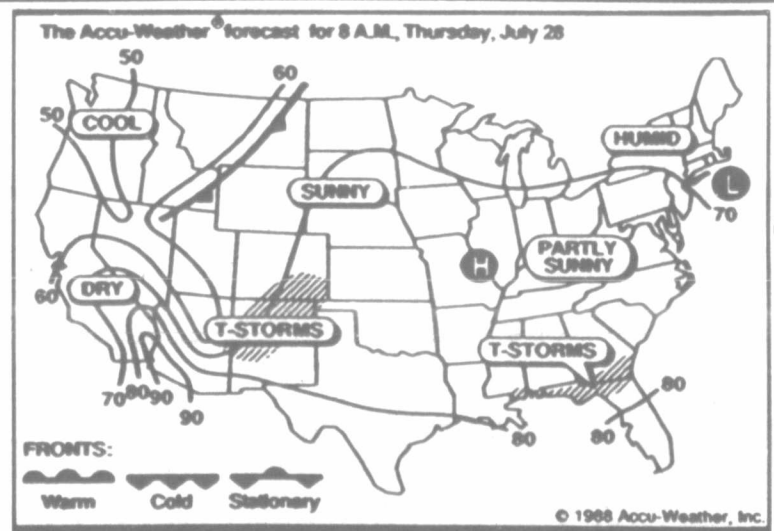 The Accu-Weather® forecast for 8 A.M., Thursday, July 28
50
60
50
COOL
HUMID
SUNNY
L
70
H
PARTLY
SUNNY
60
DRY
T-STORMS
T-STORMS
70
80
90
90
80
80
80
FRONTS:
Warm
Cold
Stationary
© 1988 Accu-Weather, Inc.